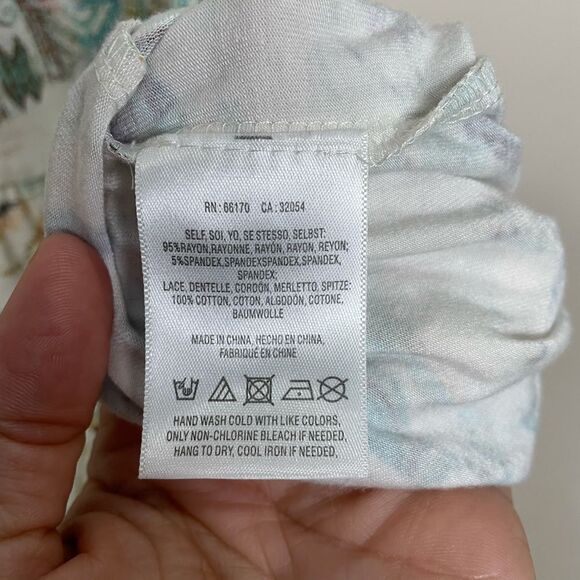 RN: 66170 CA: 32054
SELF, SOI, YO, SE STESSO, SELBST:
95%RAYON,RAYONNE, RAYÓN, RAYON, REYON;
5%SPANDEX,SPANDEXSPANDEX,SPANDEX,
SPANDEX;
LACE, DENTELLE, CORDÓN, MERLETTO, SPITZE:
100% COTTON, COTON, ALGODÓN, COTONE,
BAUMWOLLE
MADE IN CHINA, HECHO EN CHINA,
FABRIQUÉ EN CHINE
HAND WASH COLD WITH LIKE COLORS,
ONLY NON-CHLORINE BLEACH IF NEEDED,
HANG TO DRY, COOL IRON IF NEEDED,